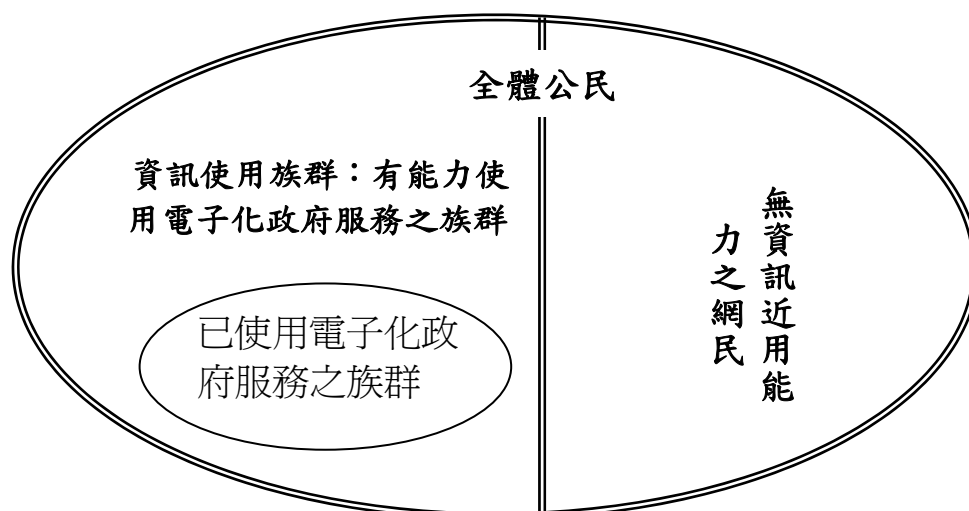 全體公民
資訊使用族群：有能力使
用電子化政府服務之族群
無資訊近用能
力之網民
已使用電子化政
府服務之族群